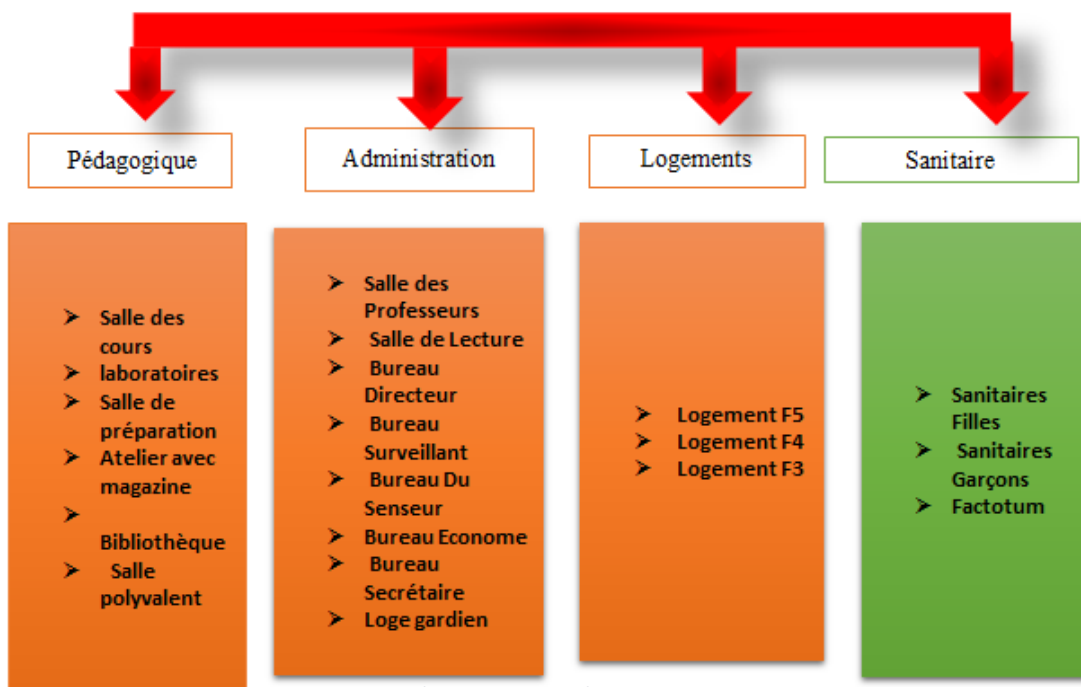 Pédagogique
Administration
Logements
Sanitaire
➤ Salle des
cours
➤ laboratoires
➤ Salle de
préparation
➤ Atelier avec
magazine
➤
Bibliothèque
➤ Salle
polyvalent
➤ Salle des
Professeurs
➤ Salle de Lecture
➤ Bureau
Directeur
➤ Bureau
Surveillant
➤ Bureau Du
Senseur
➤ Bureau Econome
➤ Bureau
Secrétaire
➤ Loge gardien
➤ Logement F5
➤ Logement F4
➤ Logement F3
➤ Sanitaires
Filles
➤ Sanitaires
Garçons
➤ Factotum